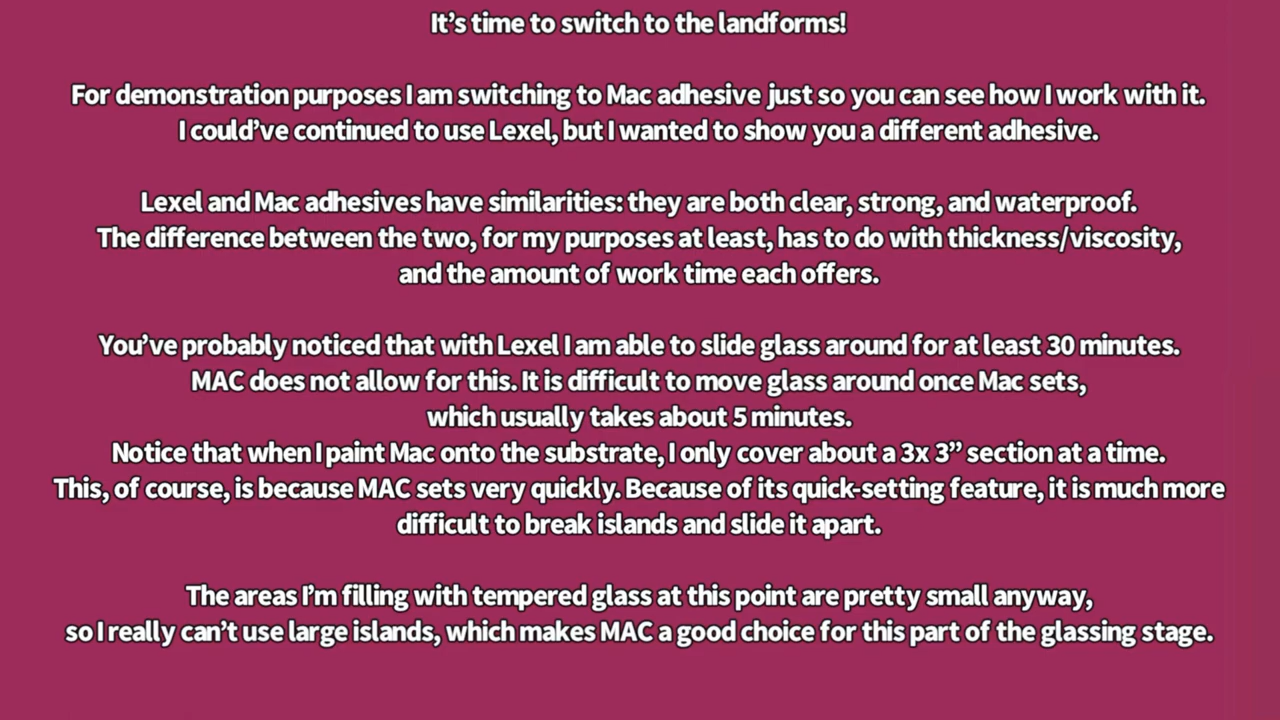 It’s time to switch to the landforms!
For demonstration purposes I am switching to Mac adhesive just so you can see how I work with it.
I could’ve continued to use Lexel, but I wanted to show you a different adhesive.
Lexel and Mac adhesives have similarities: they are both clear, strong, and waterproof.
The difference between the two, for my purposes at least, has to do with thickness/viscosity,
and the amount of work time each offers.
You’ve probably noticed that with Lexel I am able to slide glass around for at least 30 minutes.
MAC does not allow for this. It is difficult to move glass around once Mac sets,
which usually takes about 5 minutes.
Notice that when I paint Mac onto the substrate, I only cover about a 3x 3” section at a time.
This, of course, is because MAC sets very quickly. Because of its quick-setting feature, it is much more
difficult to break islands and slide it apart.
The areas I’m filling with tempered glass at this point are pretty small anyway,
so I really can’t use large islands, which makes MAC a good choice for this part of the glassing stage.